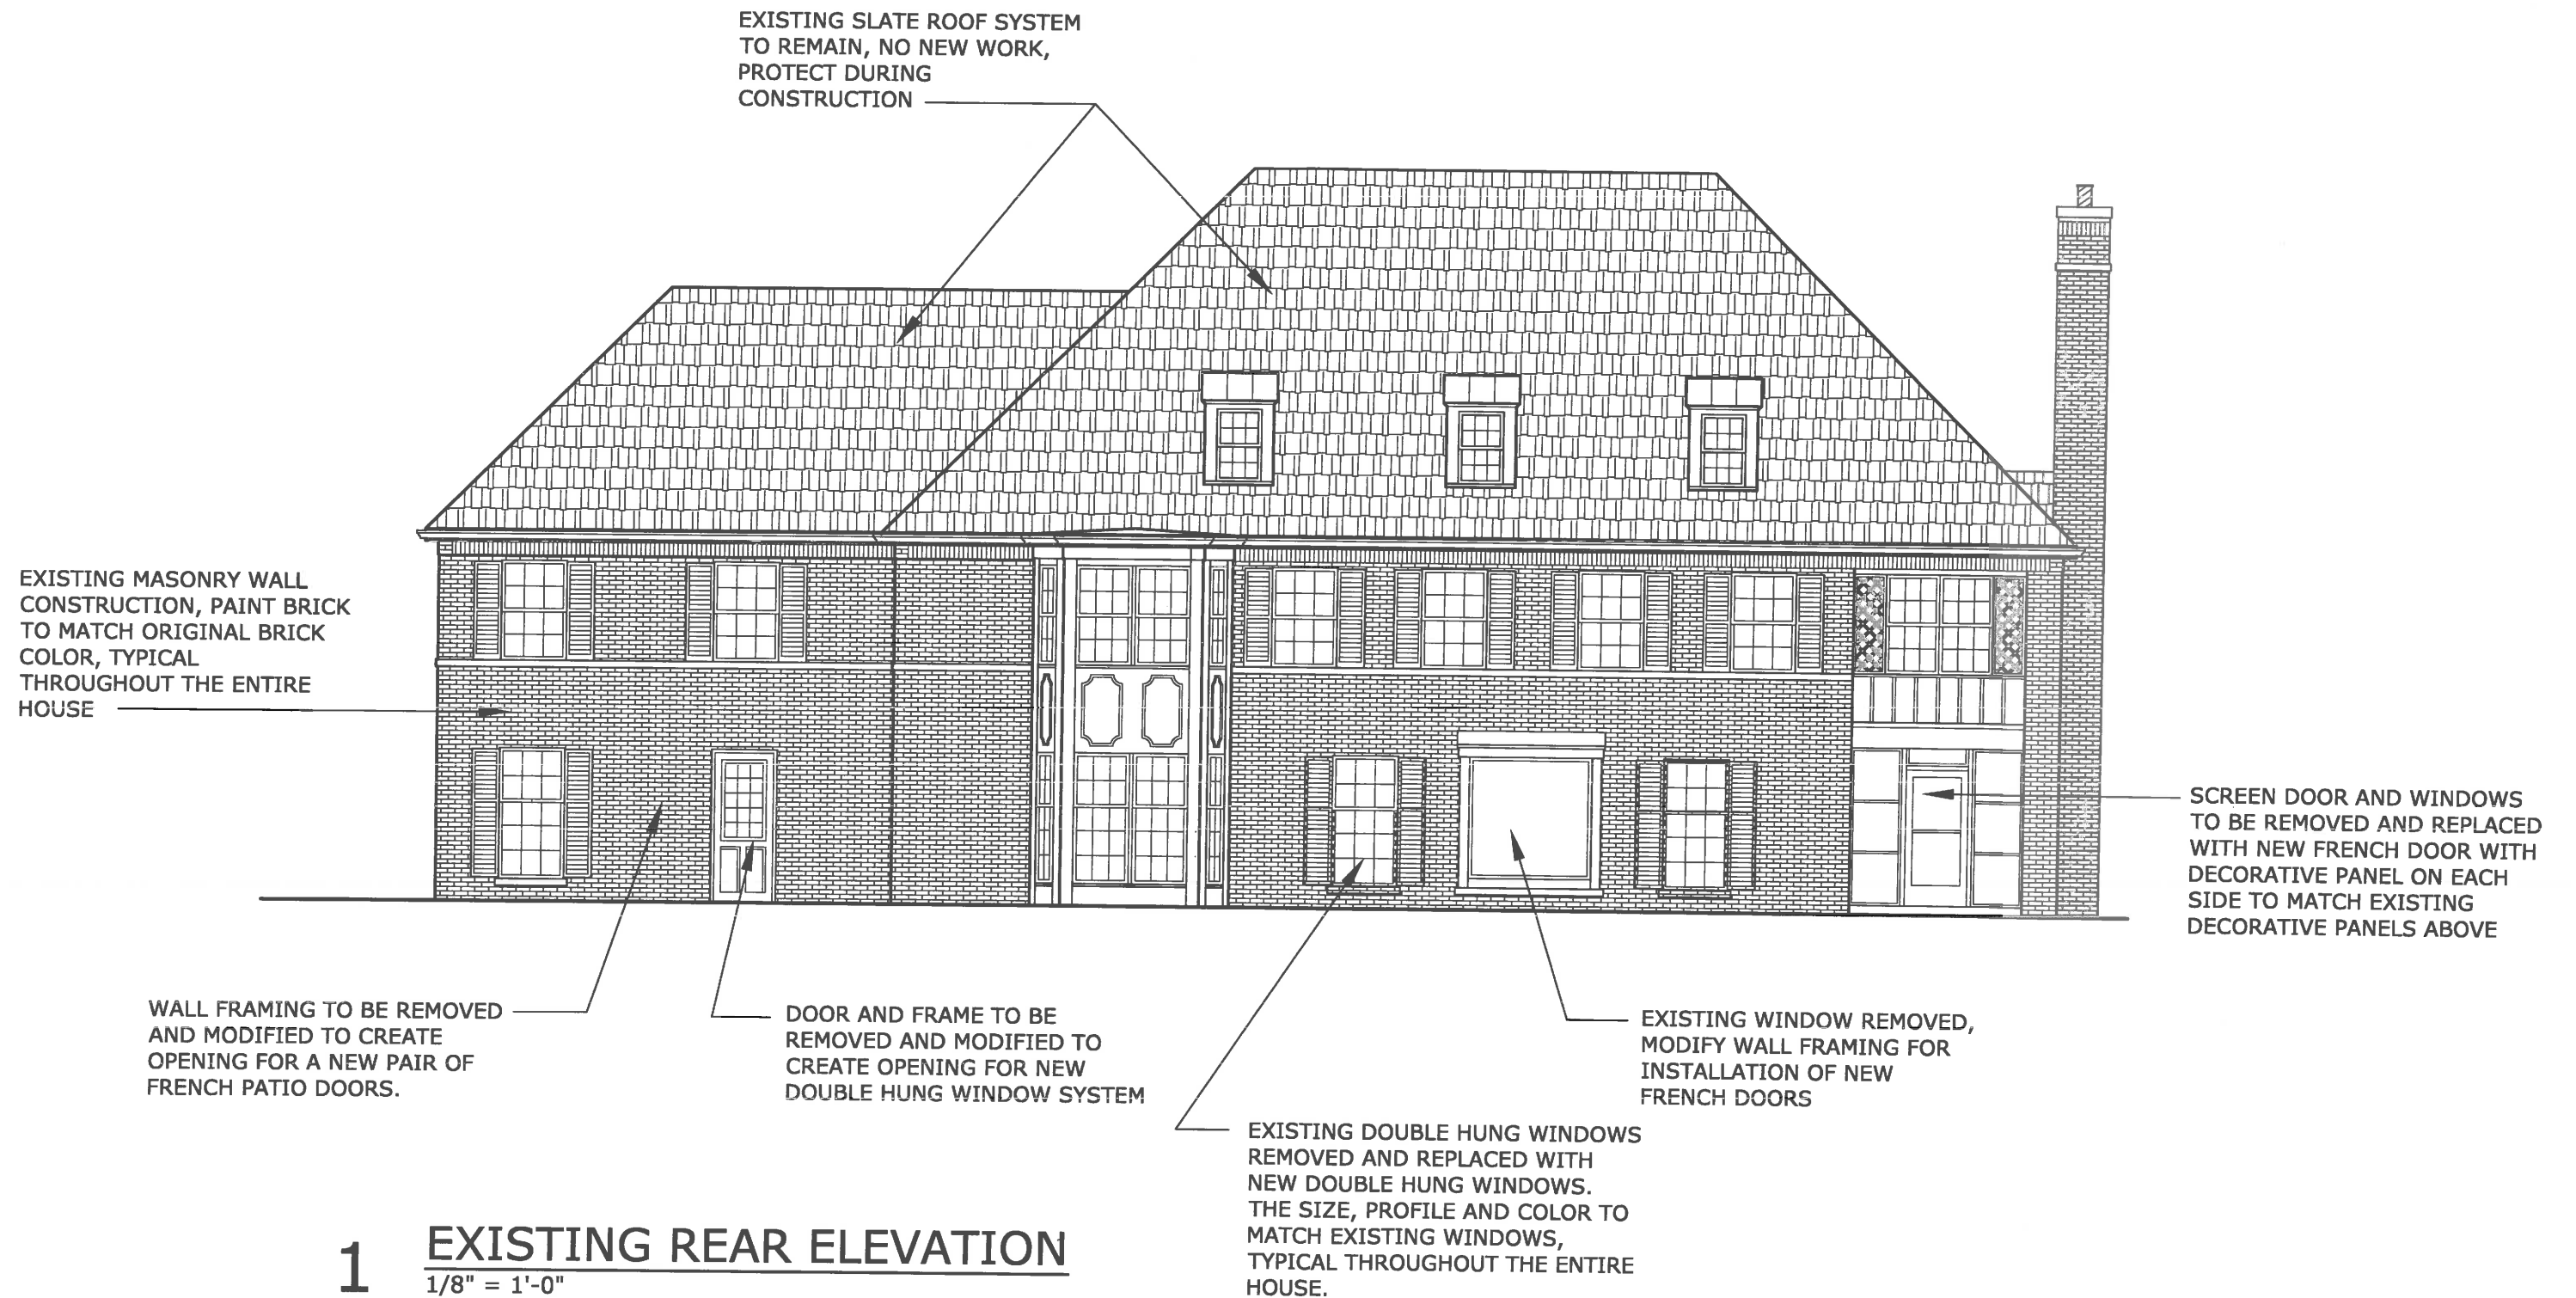 EXISTING SLATE ROOF SYSTEM
TO REMAIN, NO NEW WORK,
PROTECT DURING
CONSTRUCTION
EXISTING MASONRY WALL
CONSTRUCTION, PAINT BRICK
TO MATCH ORIGINAL BRICK
COLOR, TYPICAL
THROUGHOUT THE ENTIRE
HOUSE
SCREEN DOOR AND WINDOWS
TO BE REMOVED AND REPLACED
WITH NEW FRENCH DOOR WITH
DECORATIVE PANEL ON EACH
SIDE TO MATCH EXISTING
DECORATIVE PANELS ABOVE
WALL FRAMING TO BE REMOVED
AND MODIFIED TO CREATE
OPENING FOR A NEW PAIR OF
FRENCH PATIO DOORS.
DOOR AND FRAME TO BE
REMOVED AND MODIFIED TO
CREATE OPENING FOR NEW
DOUBLE HUNG WINDOW SYSTEM
EXISTING WINDOW REMOVED,
MODIFY WALL FRAMING FOR
INSTALLATION OF NEW
FRENCH DOORS
EXISTING DOUBLE HUNG WINDOWS
REMOVED AND REPLACED WITH
NEW DOUBLE HUNG WINDOWS.
THE SIZE, PROFILE AND COLOR TO
MATCH EXISTING WINDOWS,
TYPICAL THROUGHOUT THE ENTIRE
HOUSE.
1 EXISTING REAR ELEVATION
1/8" = 1'-0"